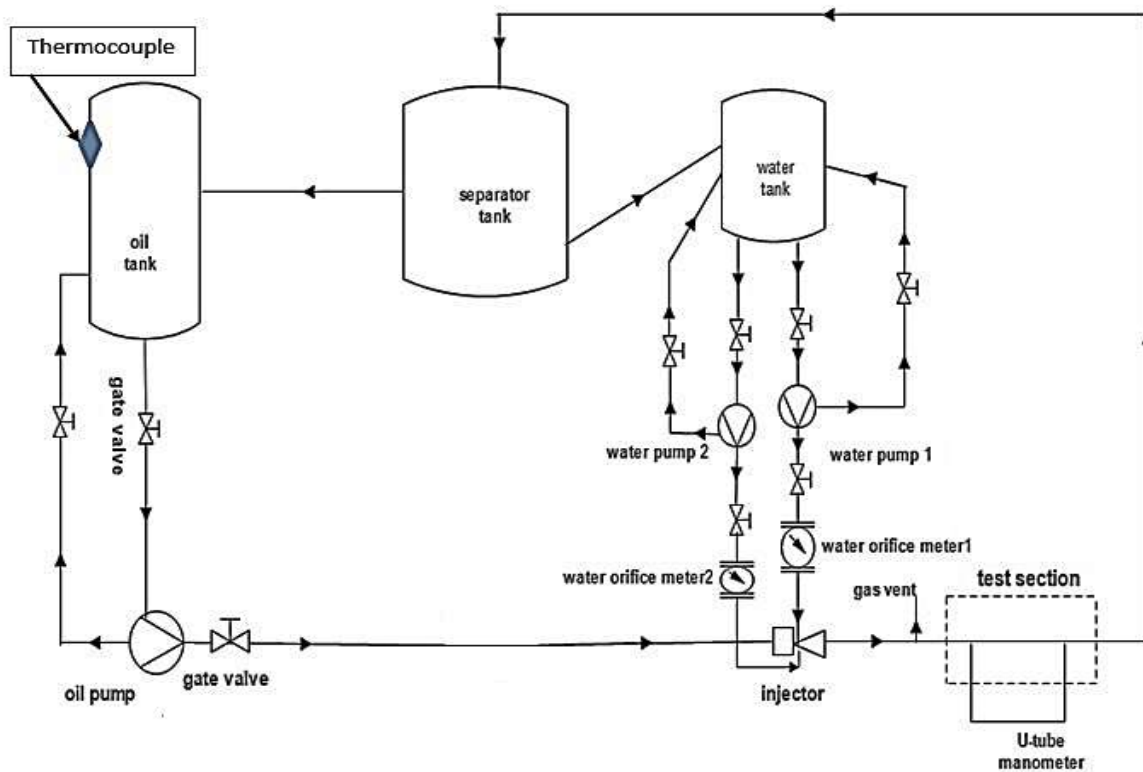 Thermocouple
oil
tank
separator
tank
water
tank
gate valve
water pump 2
water pump 1
water orifice meter1
water orifice meter2
gas vent
test section
oil pump
gate valve
injector
U-tube
manometer